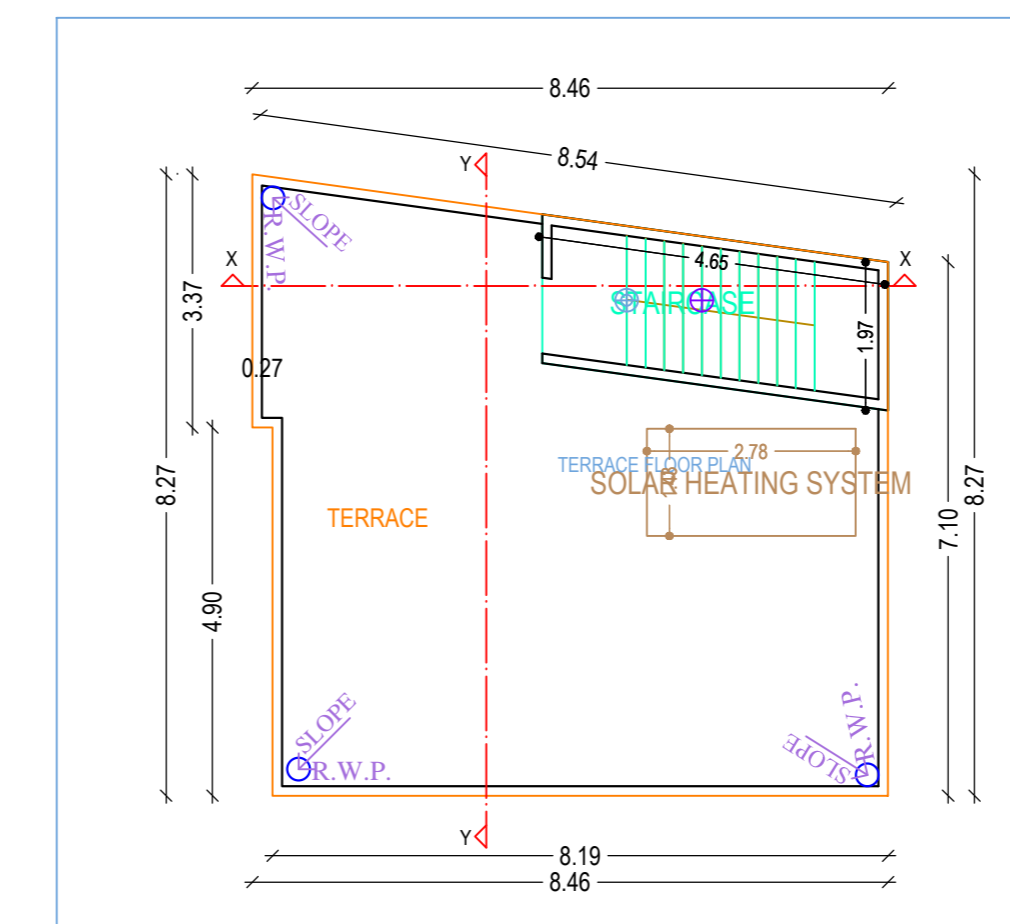 8.46
8.54
Y
SLOPE
R.W.P.
X
X
4.65
STAIRCASE
3.37
1.97
0.27
8.27
2.78
TERRACE FLOOR PLAN
SOLAR HEATING SYSTEM
TERRACE
7.10
8.27
4.90
SLOPE
R.W.P.
R.W.P.
SLOPE
Y
8.19
8.46